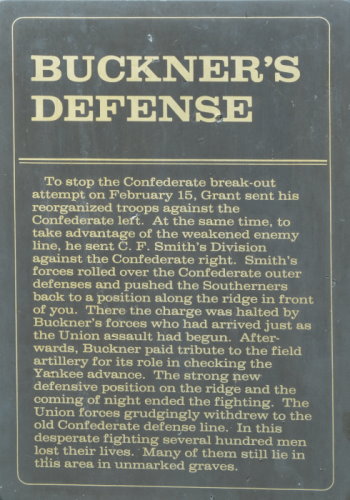 BUCKNER'S
DEFENSE
To stop the Confederate break-out
attempt on February 15, Grant sent his
reorganized troops against the
Confederate left. At the same time, to
take advantage of the weakened enemy
line, he sent C. F. Smith's Division
against the Confederate right. Smith's
forces rolled over the Confederate outer
defenses and pushed the Southerners
back to a position along the ridge in front
of you. There the charge was halted by
Buckner's forces who had arrived just as
the Union assault had begun. After-
wards, Buckner paid tribute to the field
artillery for its role in checking the
Yankee advance. The strong new
defensive position on the ridge and the
coming of night ended the fighting. The
Union forces grudgingly withdrew to the
old Confederate defense line. In this
desperate fighting several hundred men
lost their lives. Many of them still lie in
this area in unmarked graves.